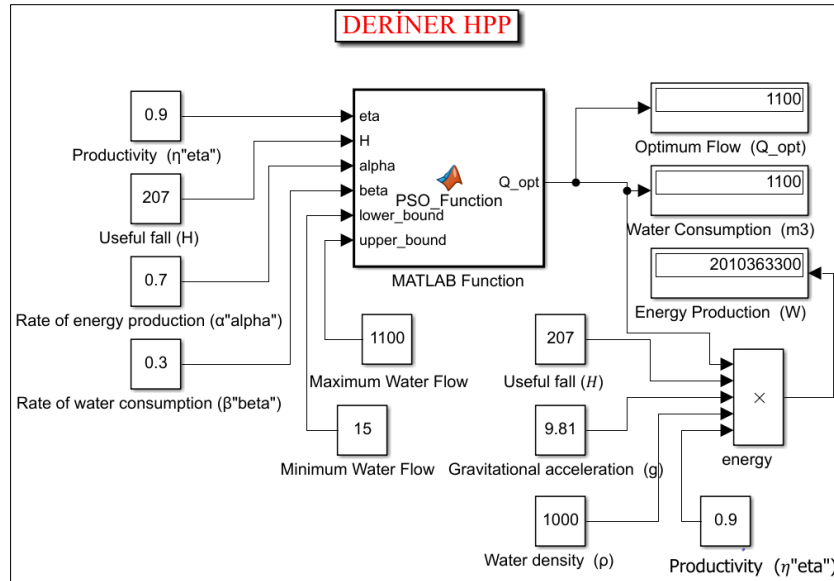 DERİNER HPP
0.9
Productivity (η"eta")
207
Useful fall (H)
0.7
Rate of energy production (α"alpha")
0.3
Rate of water consumption (β"beta")
eta
H
alpha
beta
lower_bound
upper_bound
PSO_Function
Q_opt
MATLAB Function
1100
Maximum Water Flow
15
Minimum Water Flow
1100
Optimum Flow (Q_opt)
1100
Water Consumption (m3)
2010363300
Energy Production (W)
207
Useful fall (H)
9.81
Gravitational acceleration (g)
1000
Water density (ρ)
×
energy
0.9
Productivity (η"eta")